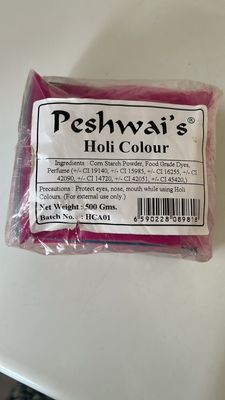 Peshwai's®
Holi Colour
Ingredients : Corn Starch Powder, Food Grade Dyes,
Perfume (+/- CI 19140, +/- CI 15985, +/- CI 16255, +/- CI
42090, +/- CI 14720, +/- CI 42051, +/- CI 45420,)
Precautions : Protect eyes, nose, mouth while using Holi
Colours. (For external use only.)
Net Weight : 500 Gms.
Batch No. : HCA01
6 590228 089818